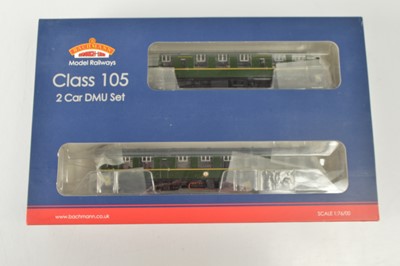 BACHMANN
Model Railways
Class 105
2 Car DMU Set
www.bachmann.co.uk
SCALE 1:76/00